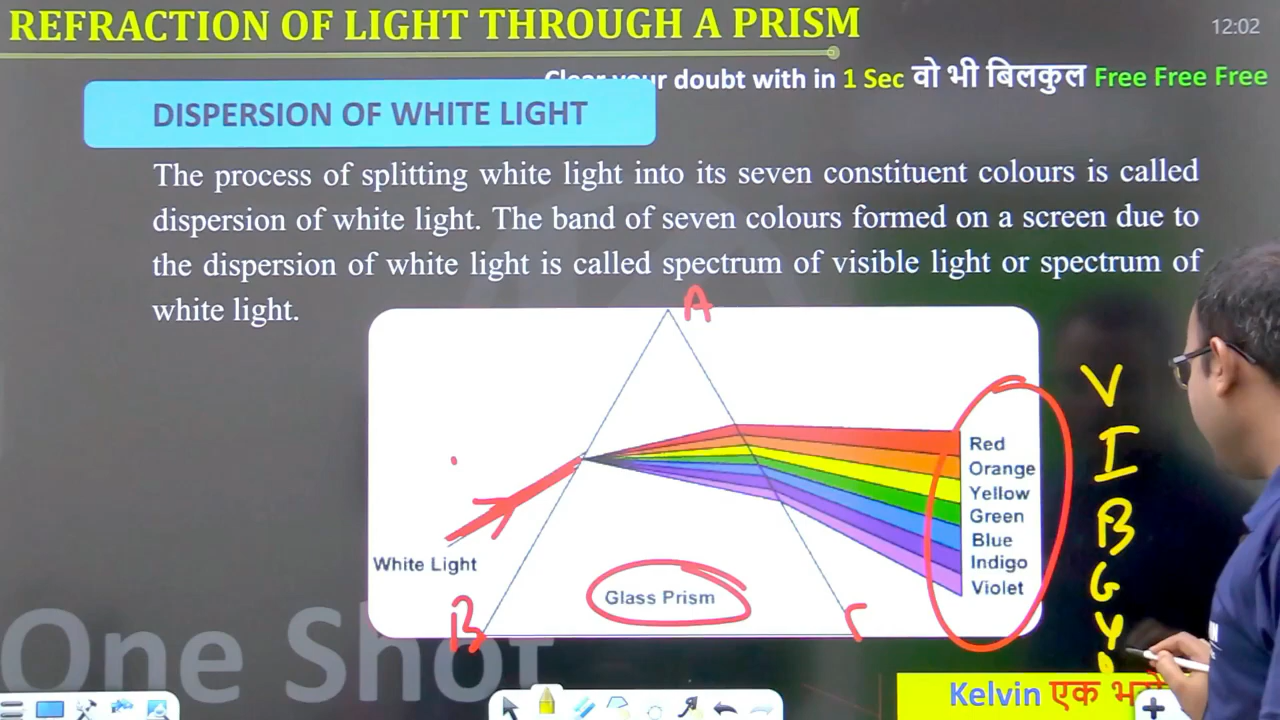 REFRACTION OF LIGHT THROUGH A PRISM
12:02
your doubt with in 1 Sec वो भी बिलकुल Free Free Free
DISPERSION OF WHITE LIGHT
The process of splitting white light into its seven constituent colours is called
dispersion of white light. The band of seven colours formed on a screen due to
the dispersion of white light is called spectrum of visible light or spectrum of
white light.
A
Red
Orange
Yellow
Green
Blue
Indigo
Violet
White Light
Glass Prism
B
V
I
B
G
Y
One Shot
Kelvin एक